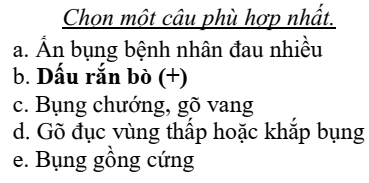 Chọn một câu phù hợp nhất.
a. Ấn bụng bệnh nhân đau nhiều
b. Dấu rắn bò (+)
c. Bụng chướng, gõ vang
d. Gõ đục vùng thấp hoặc khắp bụng
e. Bụng gồng cứng